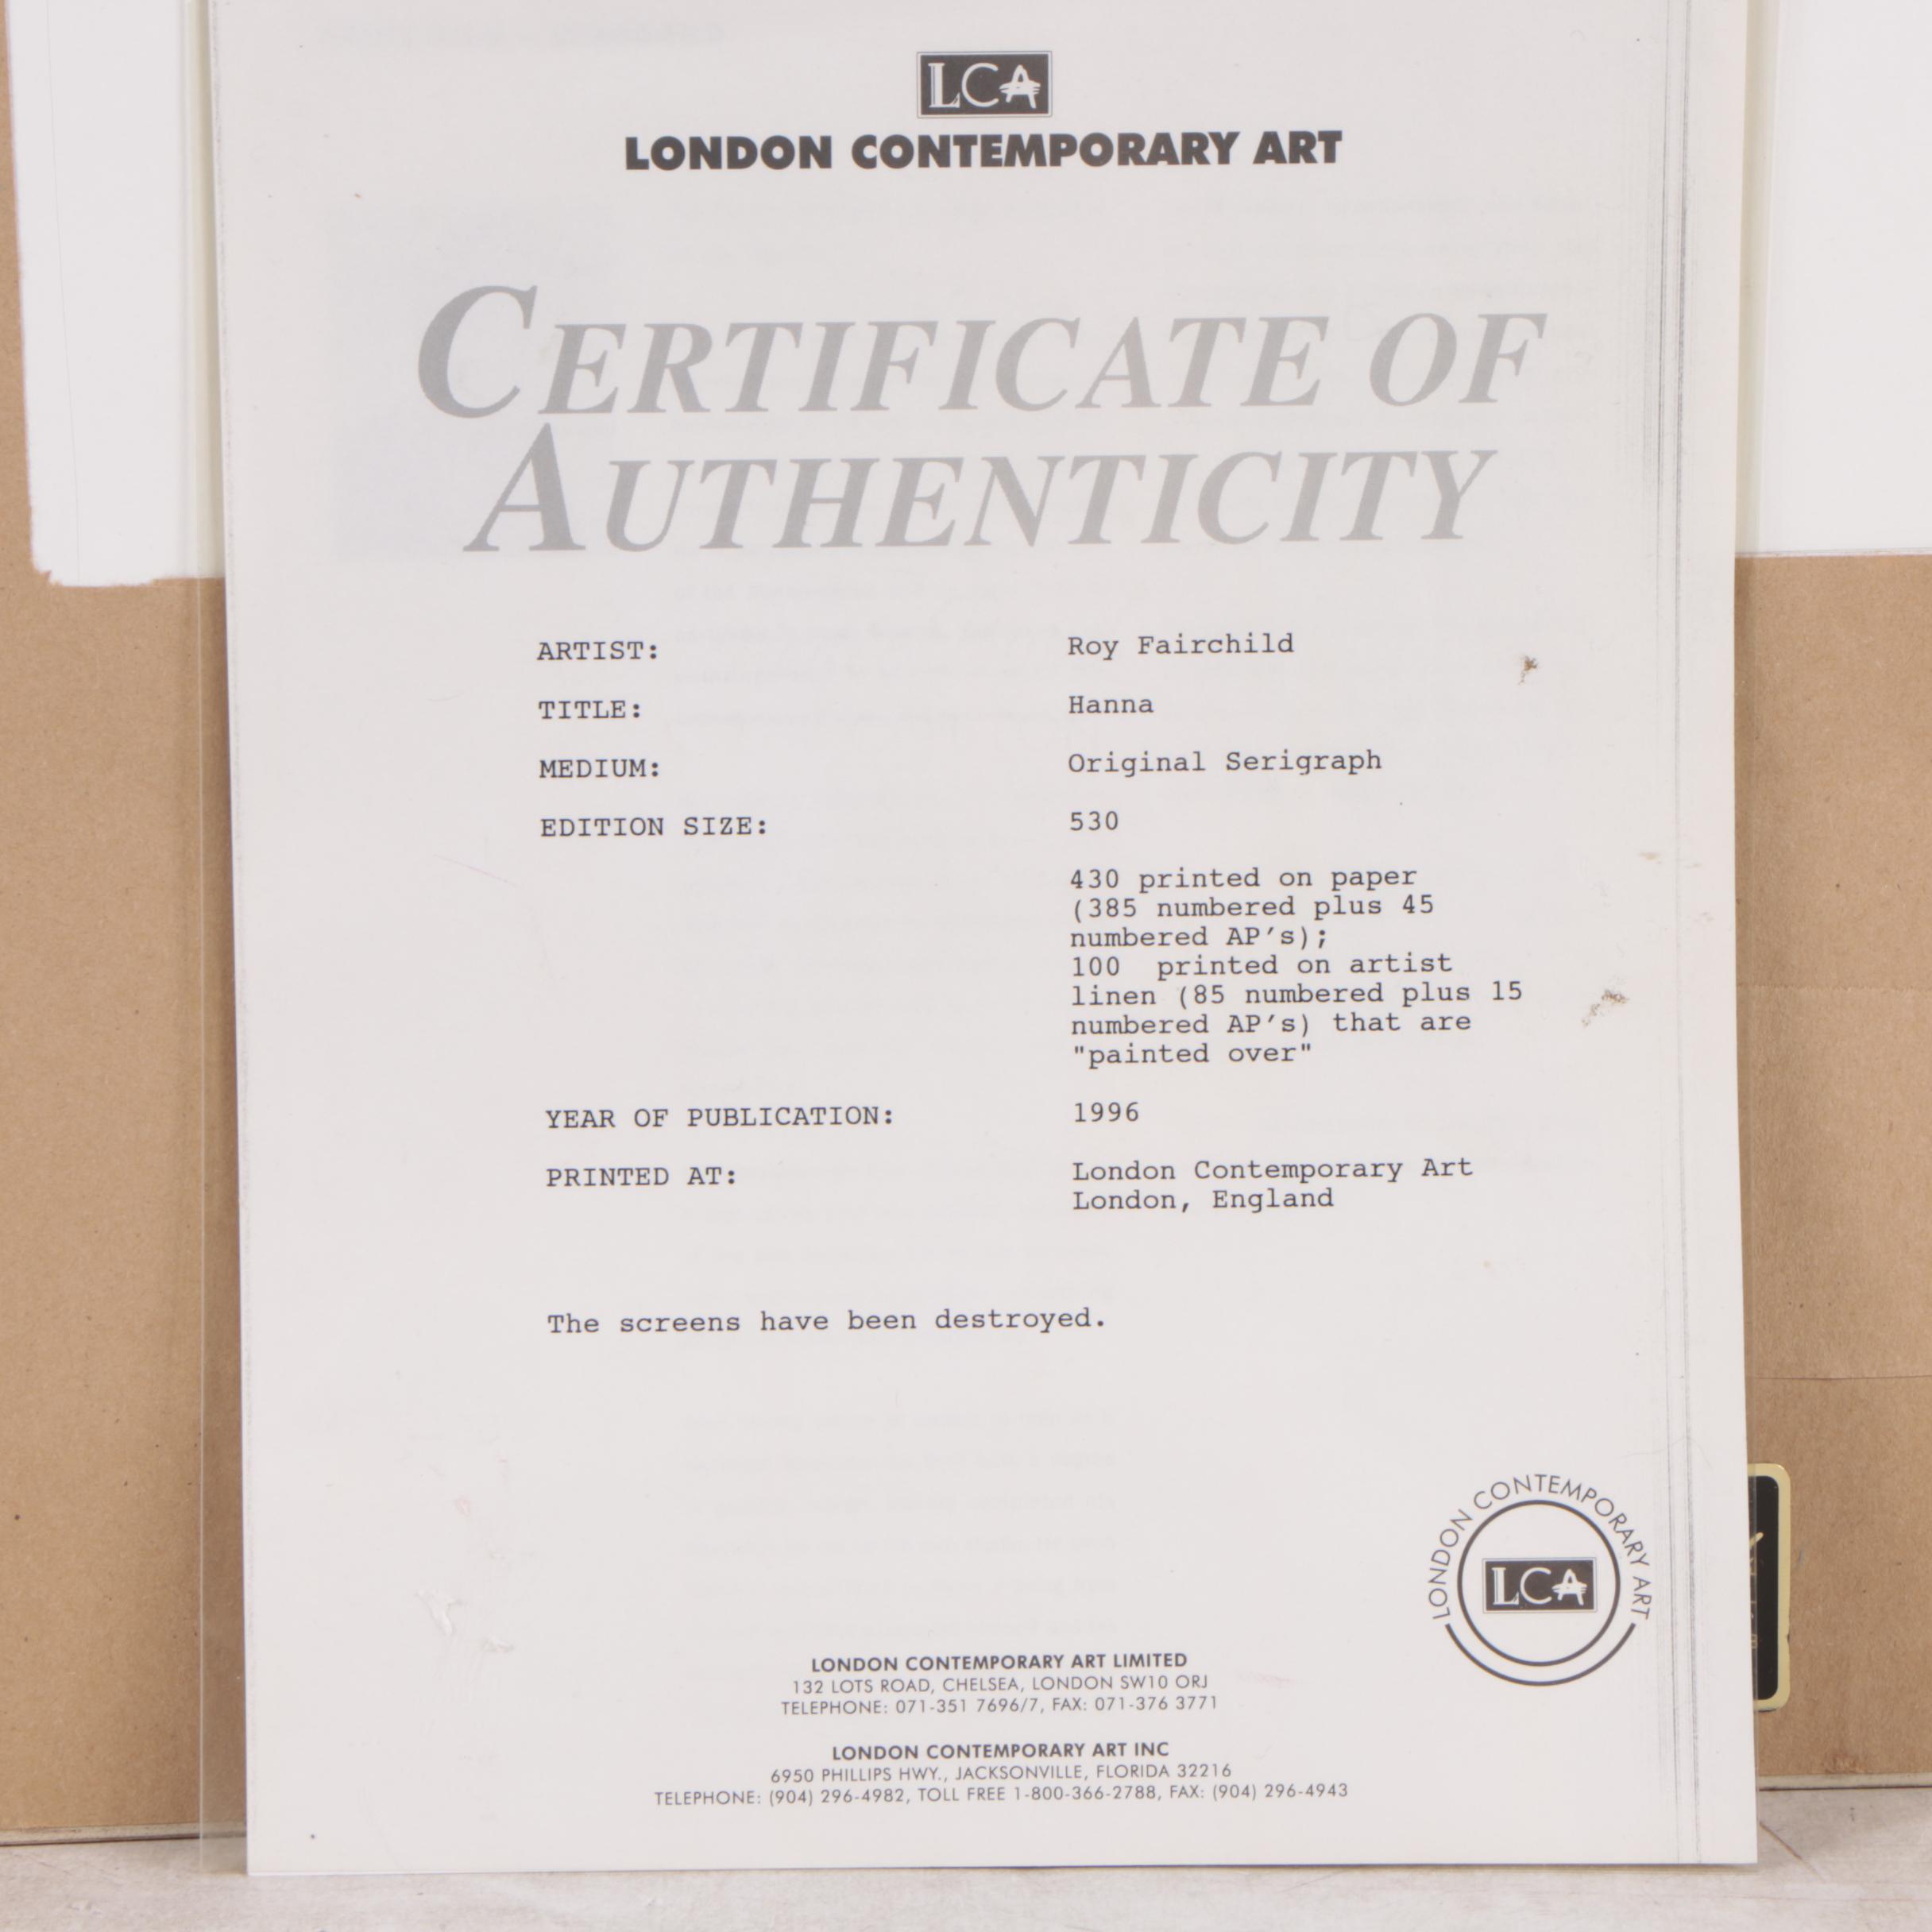 LCA
LONDON CONTEMPORARY ART
CERTIFICATE OF
AUTHENTICITY
ARTIST: Roy Fairchild
TITLE: Hanna
MEDIUM: Original Serigraph
EDITION SIZE: 530
430 printed on paper
(385 numbered plus 45
numbered AP's);
100 printed on artist
linen (85 numbered plus 15
numbered AP's) that are
"painted over"
YEAR OF PUBLICATION: 1996
PRINTED AT: London Contemporary Art
London, England
The screens have been destroyed.
LONDON CONTEMPORARY ART
LCA
LONDON CONTEMPORARY ART LIMITED
132 LOTS ROAD, CHELSEA, LONDON SW10 ORJ
TELEPHONE: 071-351 7696/7, FAX: 071-376 3771
LONDON CONTEMPORARY ART INC
6950 PHILLIPS HWY., JACKSONVILLE, FLORIDA 32216
TELEPHONE: (904) 296-4982, TOLL FREE 1-800-366-2788, FAX: (904) 296-4943